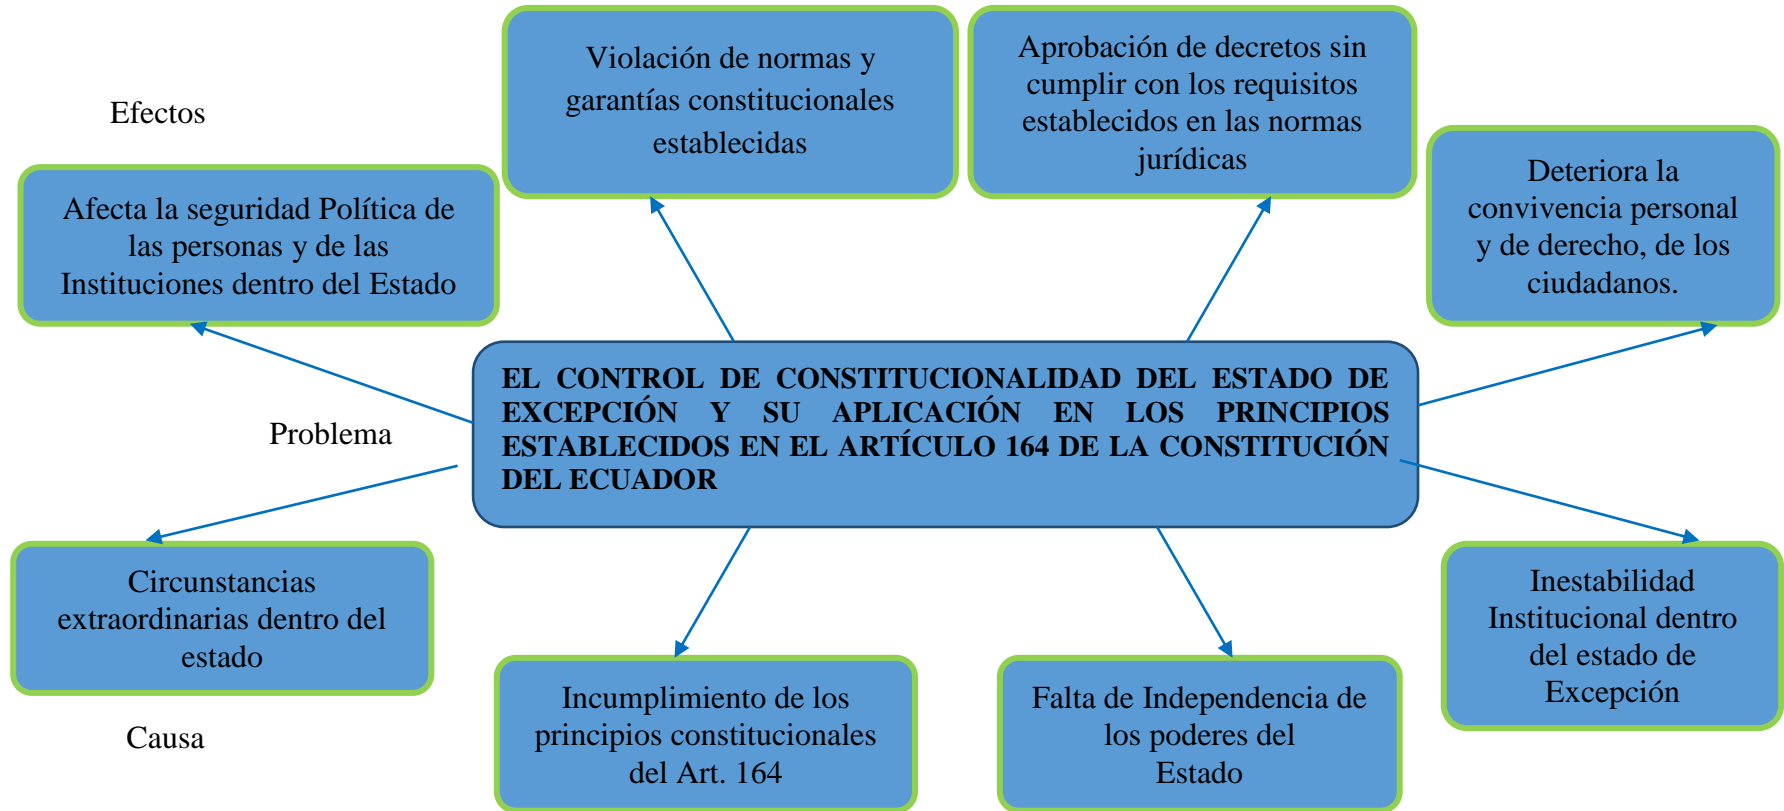 Efectos
Afecta la seguridad Política de
las personas y de las
Instituciones dentro del Estado
Violación de normas y
garantías constitucionales
establecidas
Aprobación de decretos sin
cumplir con los requisitos
establecidos en las normas
jurídicas
Deteriora la
convivencia personal
y de derecho, de los
ciudadanos.
Problema
EL CONTROL DE CONSTITUCIONALIDAD DEL ESTADO DE
EXCEPCIÓN Y SU APLICACIÓN EN LOS PRINCIPIOS
ESTABLECIDOS EN EL ARTÍCULO 164 DE LA CONSTITUCIÓN
DEL ECUADOR
Circunstancias
extraordinarias dentro del
estado
Incumplimiento de los
principios constitucionales
del Art. 164
Falta de Independencia de
los poderes del
Estado
Inestabilidad
Institucional dentro
del estado de
Excepción
Causa